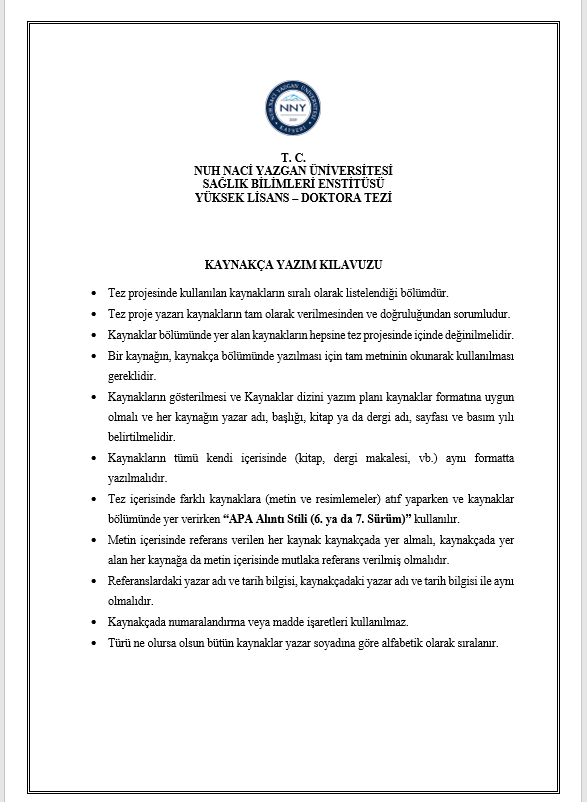 NUH NACİ YAZGAN ÜNİVERSİTESİ
NNY
KAYSERİ
T. C.
NUH NACİ YAZGAN ÜNİVERSİTESİ
SAĞLIK BİLİMLERİ ENSTİTÜSÜ
YÜKSEK LİSANS – DOKTORA TEZİ
KAYNAKÇA YAZIM KILAVUZU
• Tez projesinde kullanılan kaynakların sıralı olarak listelendiği bölümdür.
• Tez proje yazarı kaynakların tam olarak verilmesinden ve doğruluğundan sorumludur.
• Kaynaklar bölümünde yer alan kaynakların hepsine tez projesinde içinde değinilmelidir.
• Bir kaynağın, kaynakça bölümünde yazılması için tam metninin okunarak kullanılması
gereklidir.
• Kaynakların gösterilmesi ve Kaynaklar dizini yazım planı kaynaklar formatına uygun
olmalı ve her kaynağın yazar adı, başlığı, kitap ya da dergi adı, sayfası ve basım yılı
belirtilmelidir.
• Kaynakların tümü kendi içerisinde (kitap, dergi makalesi, vb.) aynı formatta
yazılmalıdır.
• Tez içerisinde farklı kaynaklara (metin ve resimlemeler) atıf yaparken ve kaynaklar
bölümünde yer verirken “APA Alıntı Stili (6. ya da 7. Sürüm)” kullanılır.
• Metin içerisinde referans verilen her kaynak kaynakçada yer almalı, kaynakçada yer
alan her kaynağa da metin içerisinde mutlaka referans verilmiş olmalıdır.
• Referanslardaki yazar adı ve tarih bilgisi, kaynakçadaki yazar adı ve tarih bilgisi ile aynı
olmalıdır.
• Kaynakçada numaralandırma veya madde işaretleri kullanılmaz.
• Türü ne olursa olsun bütün kaynaklar yazar soyadına göre alfabetik olarak sıralanır.